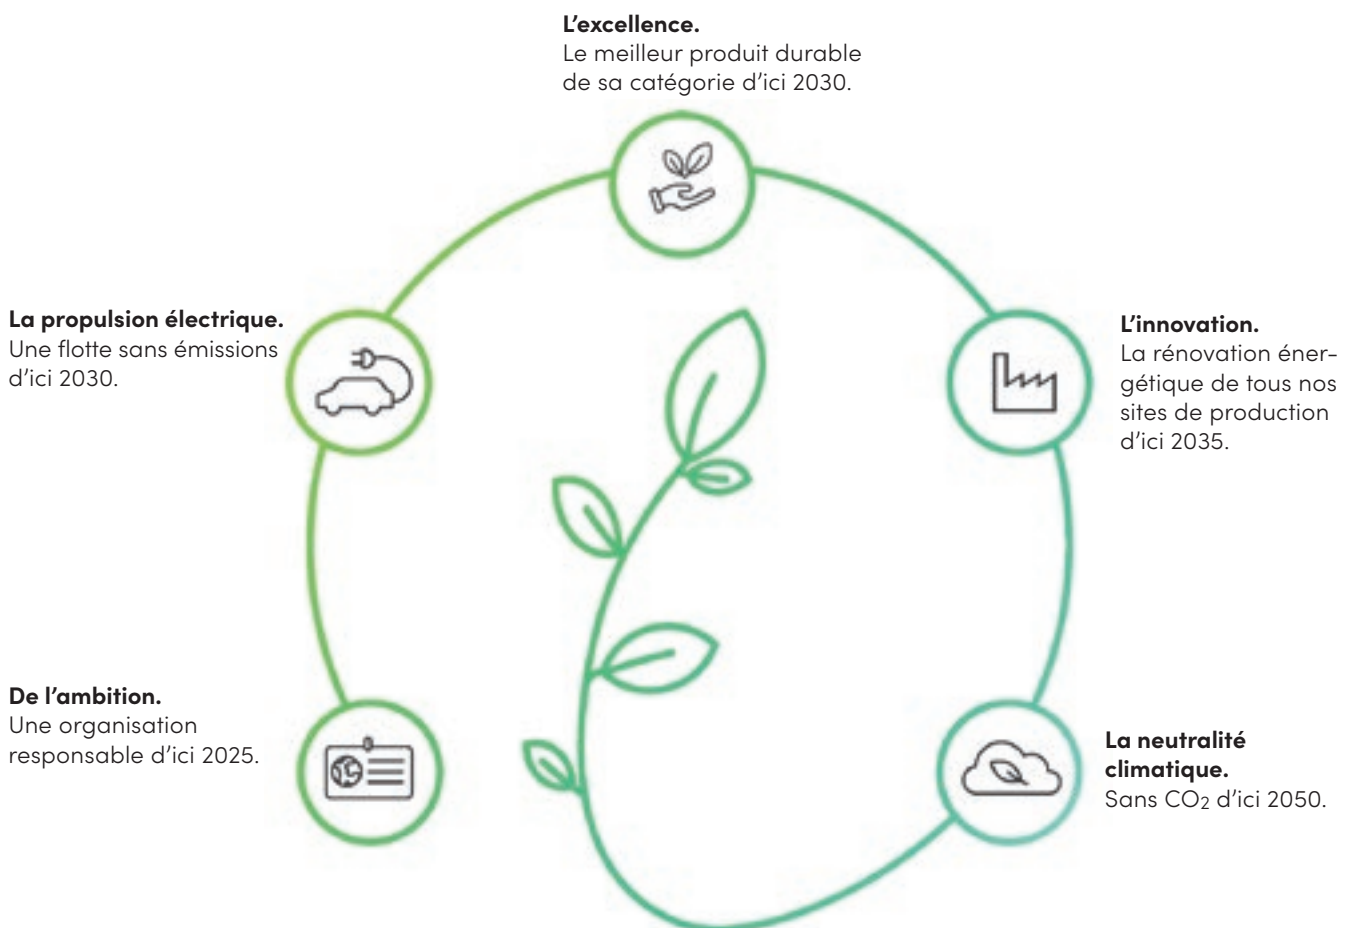 L'excellence.
Le meilleur produit durable
de sa catégorie d'ici 2030.
La propulsion électrique.
Une flotte sans émissions
d'ici 2030.
L'innovation.
La rénovation éner-
gétique de tous nos
sites de production
d'ici 2035.
De l'ambition.
Une organisation
responsable d'ici 2025.
La neutralité
climatique.
Sans CO2 d'ici 2050.